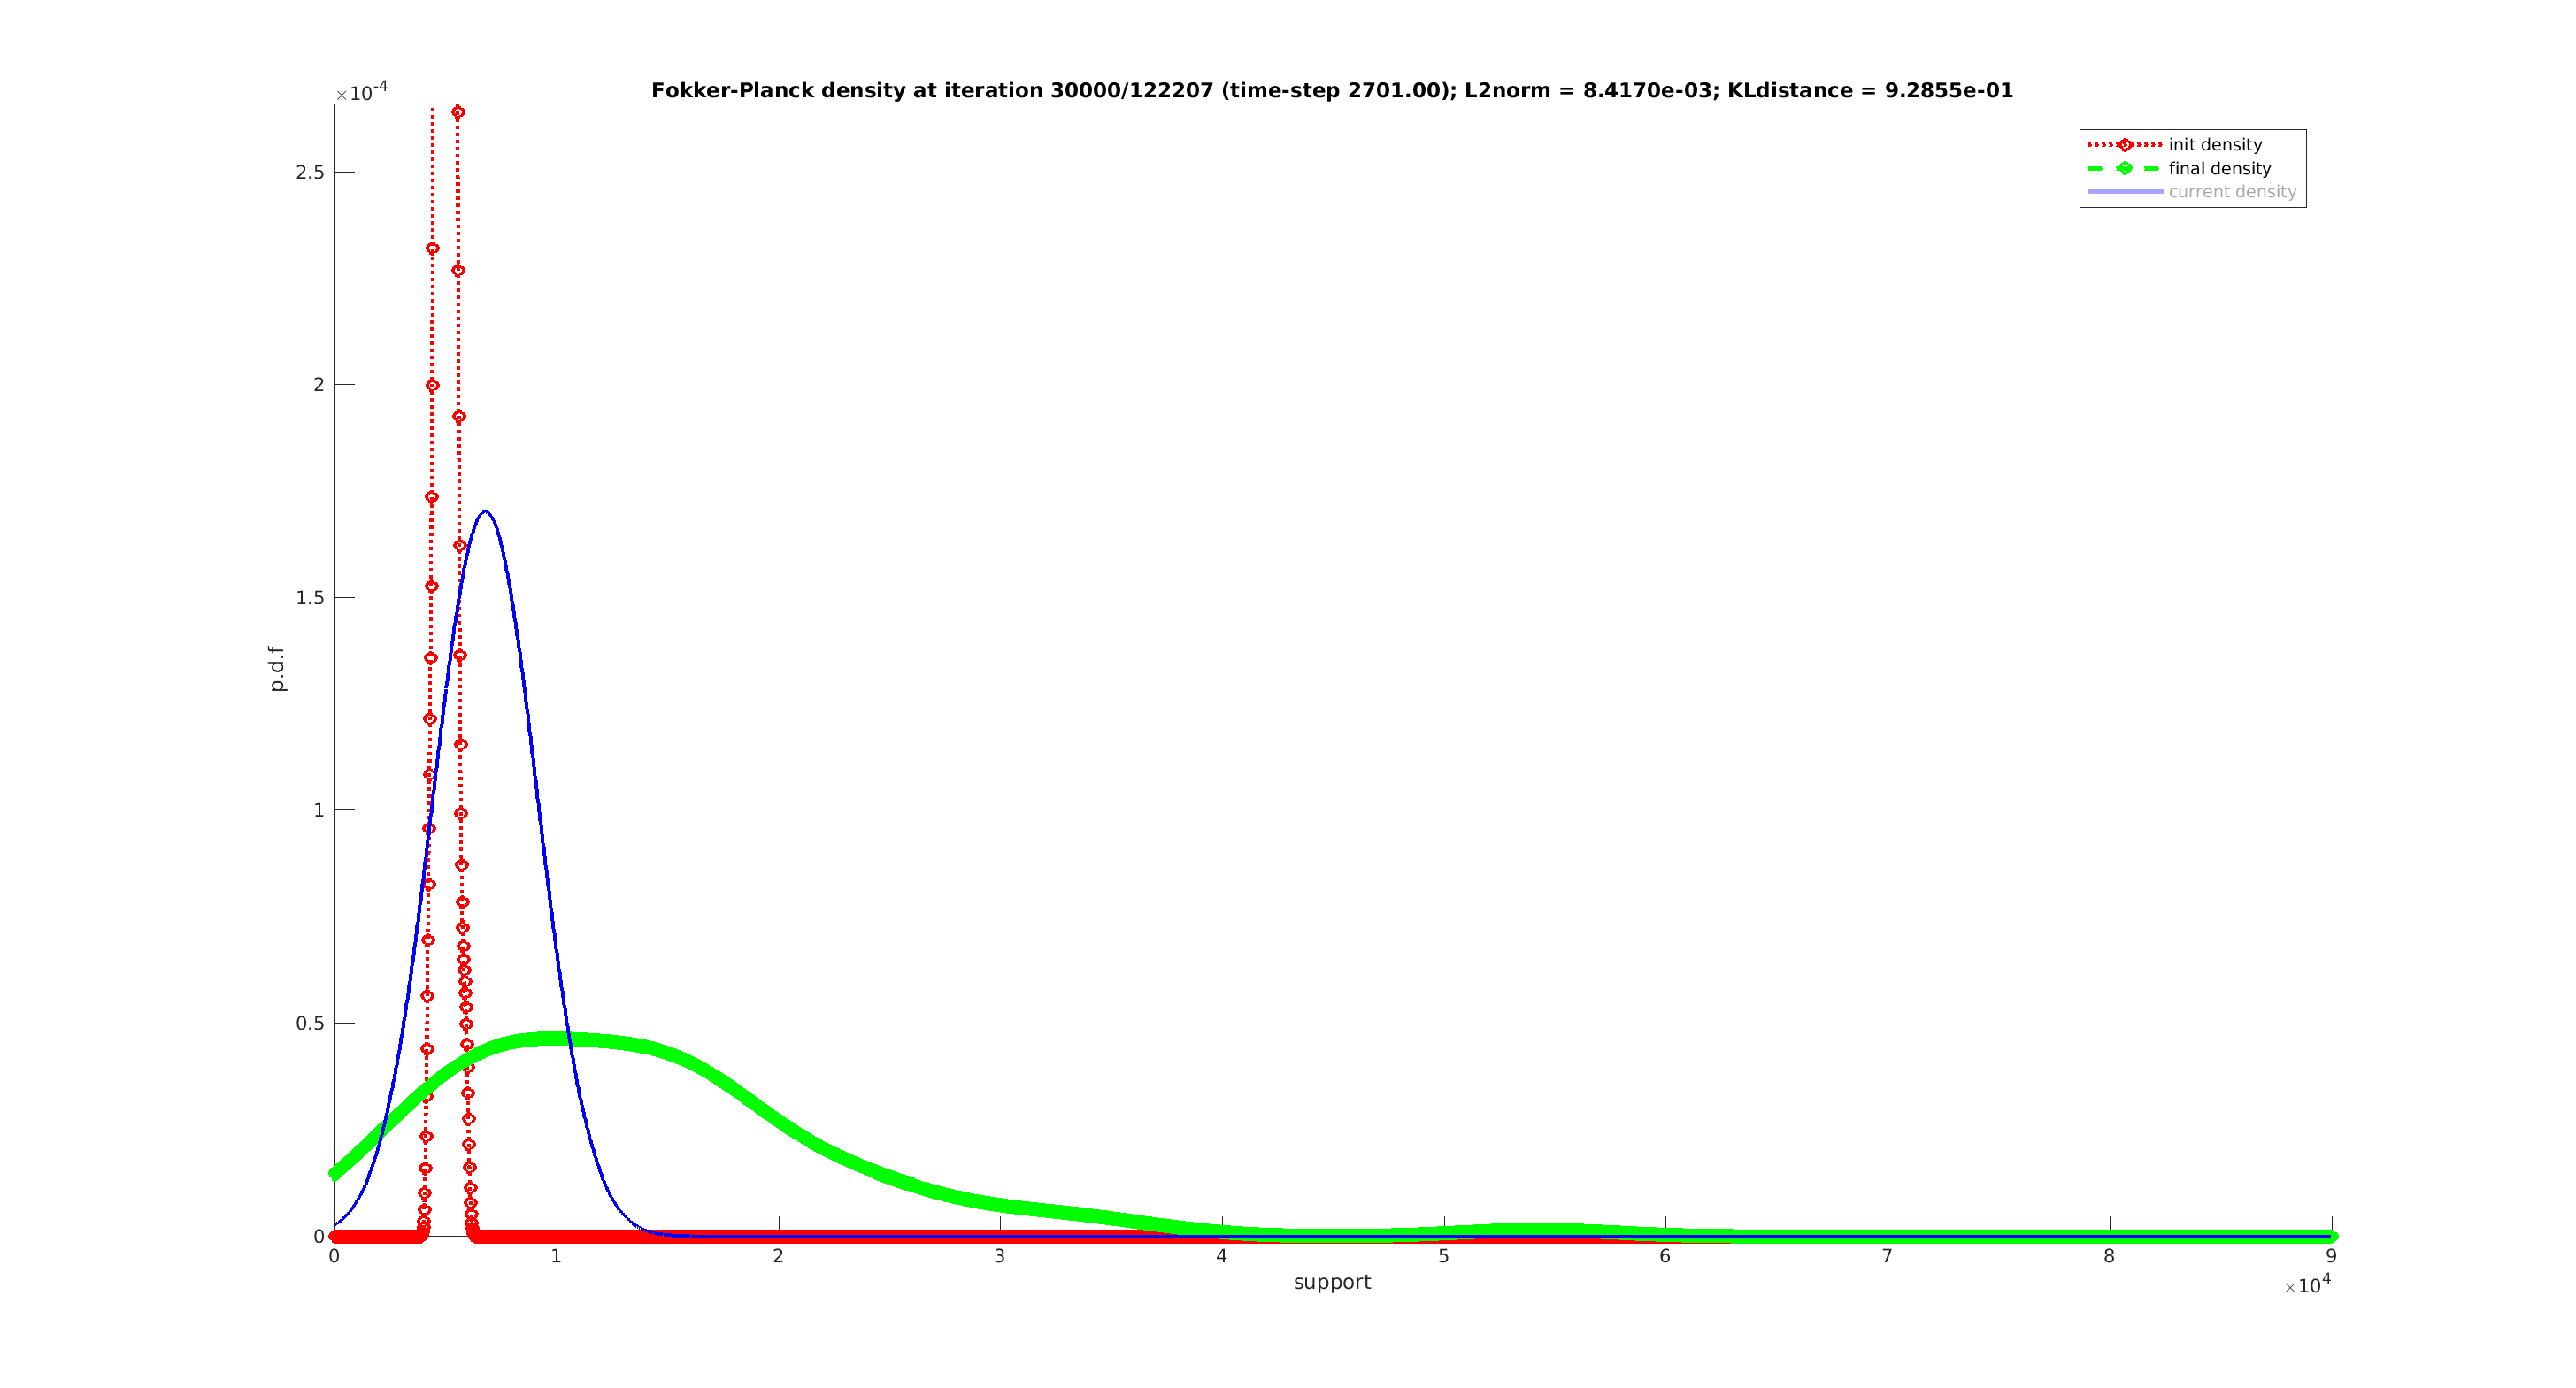 Fokker-Planck density at iteration 30000/122207 (time-step 2701.00); L2norm = 8.4170e-03; KLdistance = 9.2855e-01
×10-4
init density
final density
current density
2.5
2
1.5
1
0.5
0
p.d.f
0 1 2 3 4 5 6 7 8 9
support
×104